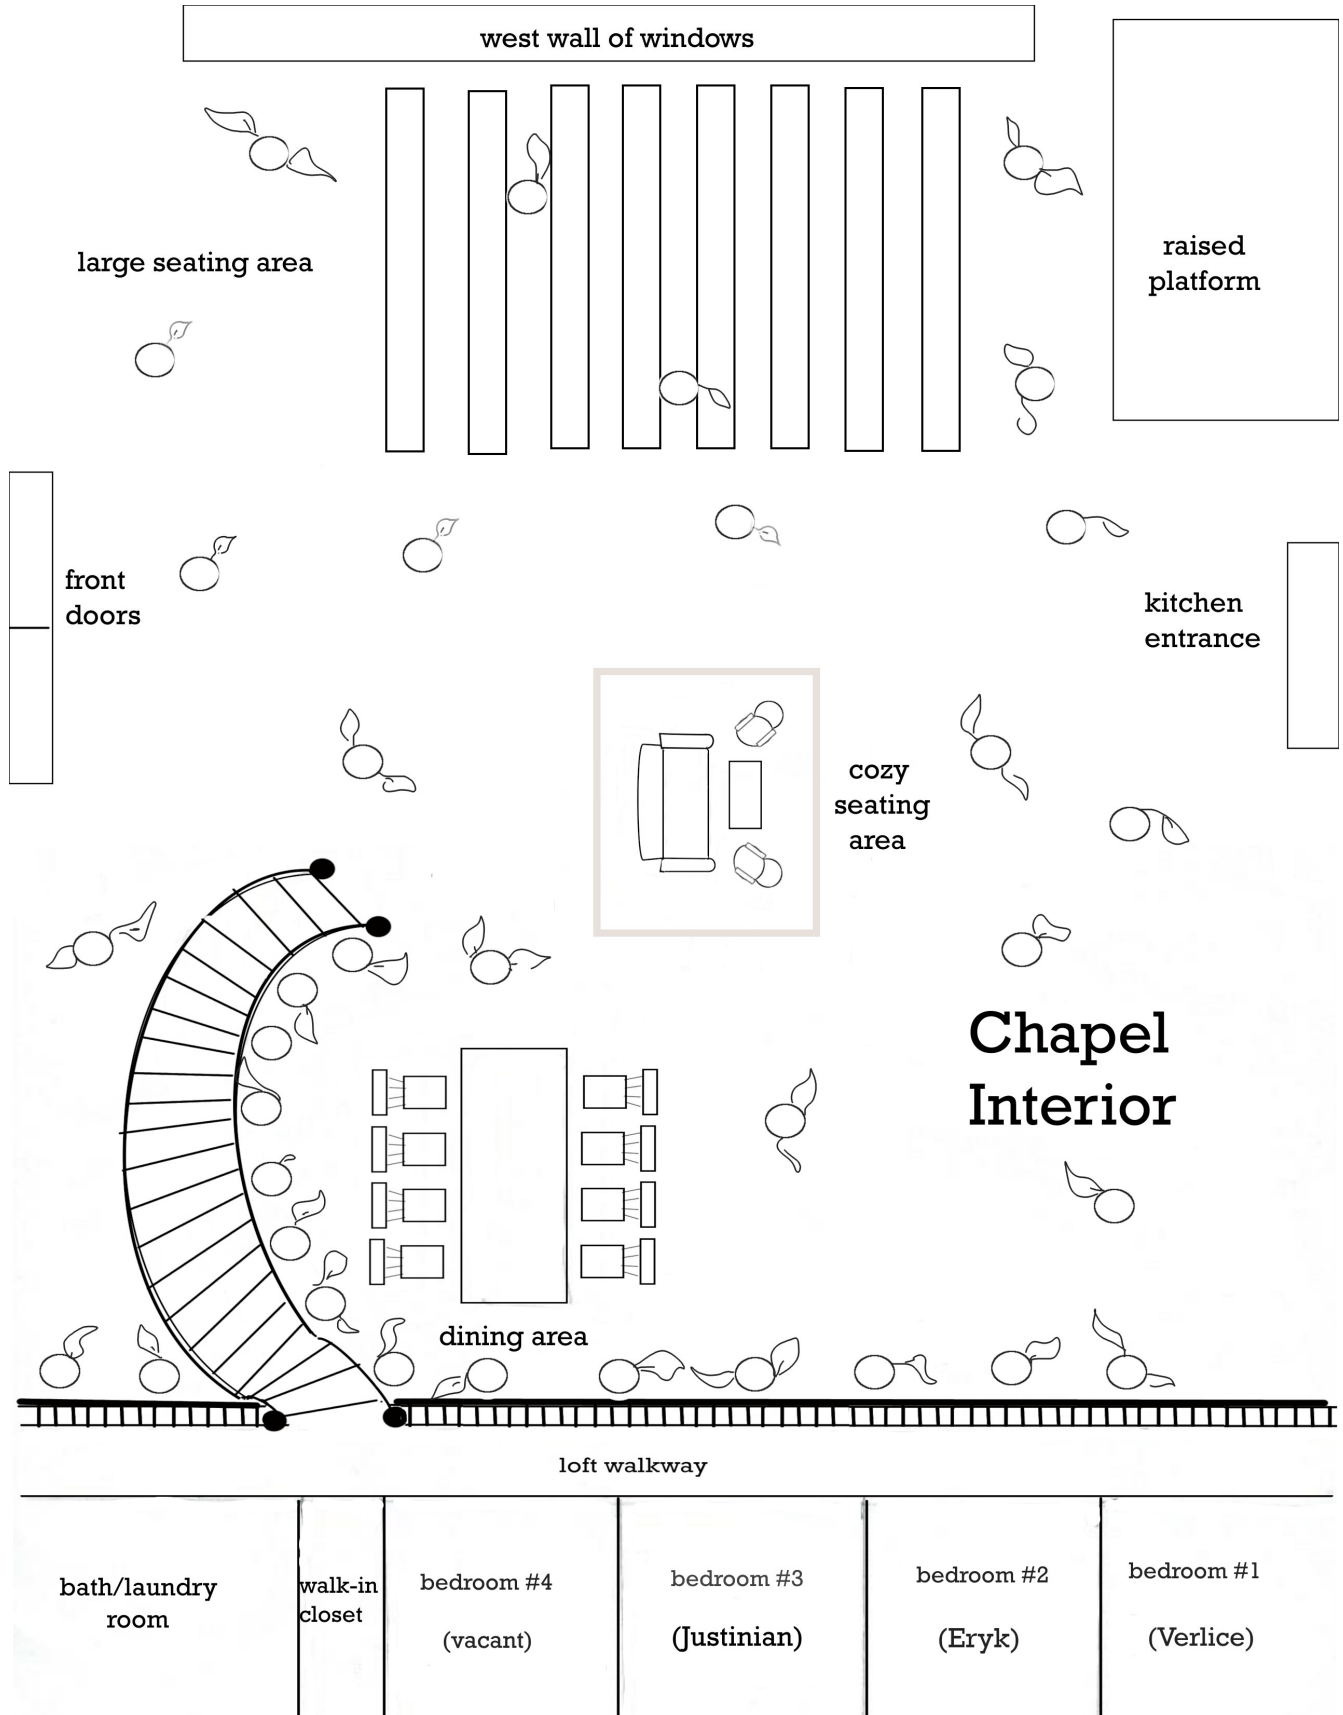 west wall of windows
large seating area
raised
platform
front
doors
kitchen
entrance
cozy
seating
area
Chapel
Interior
dining area
loft walkway
bath/laundry
room
walk-in
closet
bedroom #4
(vacant)
bedroom #3
(Justinian)
bedroom #2
(Eryk)
bedroom #1
(Verlice)